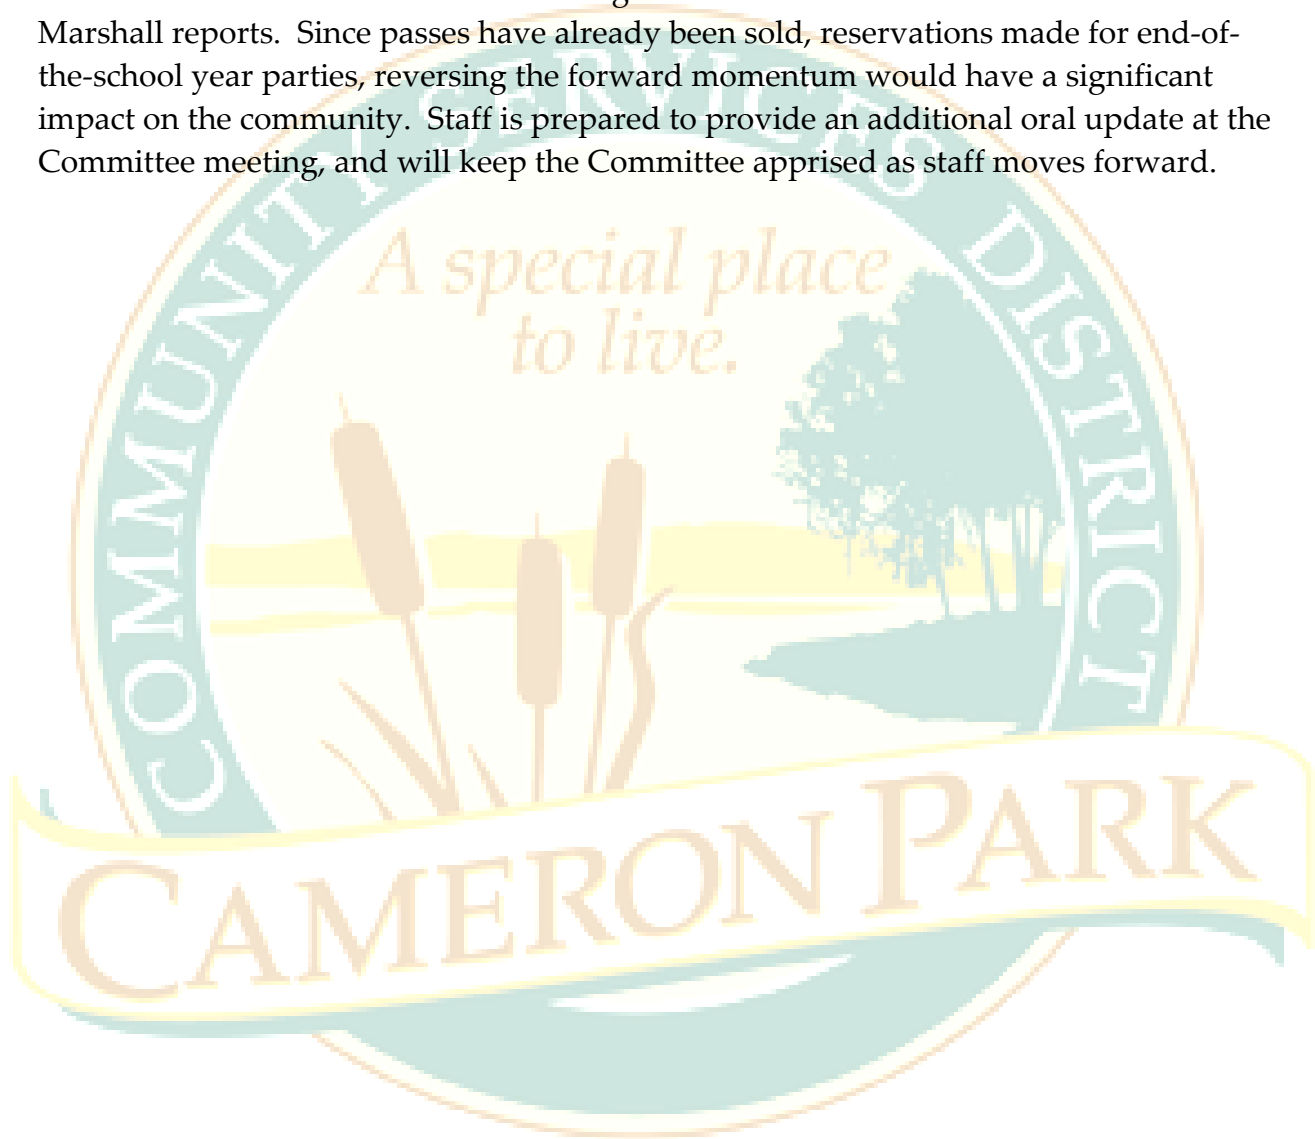 Marshall reports.  Since passes have already been sold, reservations made for end-of-
the-school year parties, reversing the forward momentum would have a significant
impact on the community.  Staff is prepared to provide an additional oral update at the
Committee meeting, and will keep the Committee apprised as staff moves forward.
COMMUNITY SERVICES DISTRICT
A special place
to live.
CAMERON PARK